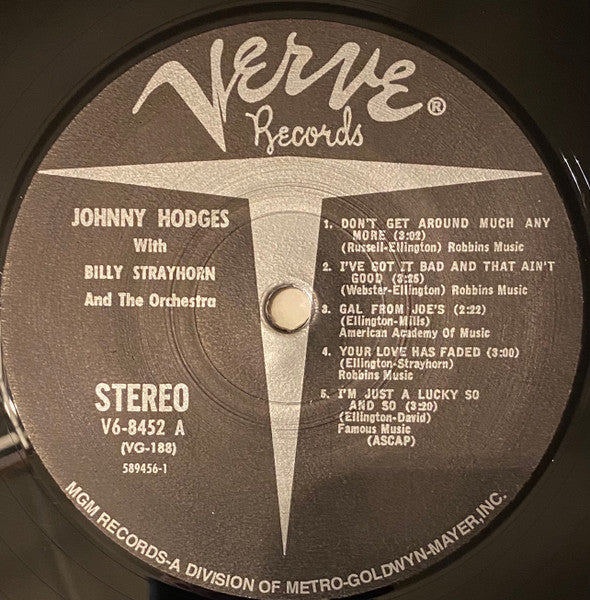 Verve®
Records
JOHNNY HODGES
With
BILLY STRAYHORN
And The Orchestra
STEREO
V6-8452 A
(VG-188)
589456-1
1. DON'T GET AROUND MUCH ANY
MORE (3:02)
(Russell-Ellington) Robbins Music
2. I'VE GOT IT BAD AND THAT AIN'T
GOOD (3:25)
(Webster-Ellington) Robbins Music
3. GAL FROM JOE'S (2:22)
(Ellington-Mills)
American Academy Of Music
4. YOUR LOVE HAS FADED (3:00)
(Ellington-Strayhorn)
Robbins Music
5. I'M JUST A LUCKY SO
AND SO (3:20)
(Ellington-David)
Famous Music
(ASCAP)
MGM RECORDS-A DIVISION OF METRO-GOLDWYN-MAYER, INC.